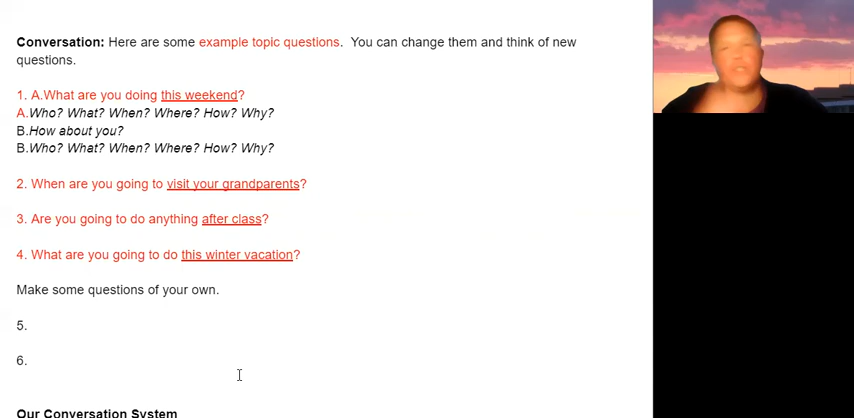 Conversation: Here are some example topic questions. You can change them and think of new
questions.
1. A.What are you doing this weekend?
A.Who? What? When? Where? How? Why?
B.How about you?
B.Who? What? When? Where? How? Why?
2. When are you going to visit your grandparents?
3. Are you going to do anything after class?
4. What are you going to do this winter vacation?
Make some questions of your own.
5.
6.
Our Conversation System